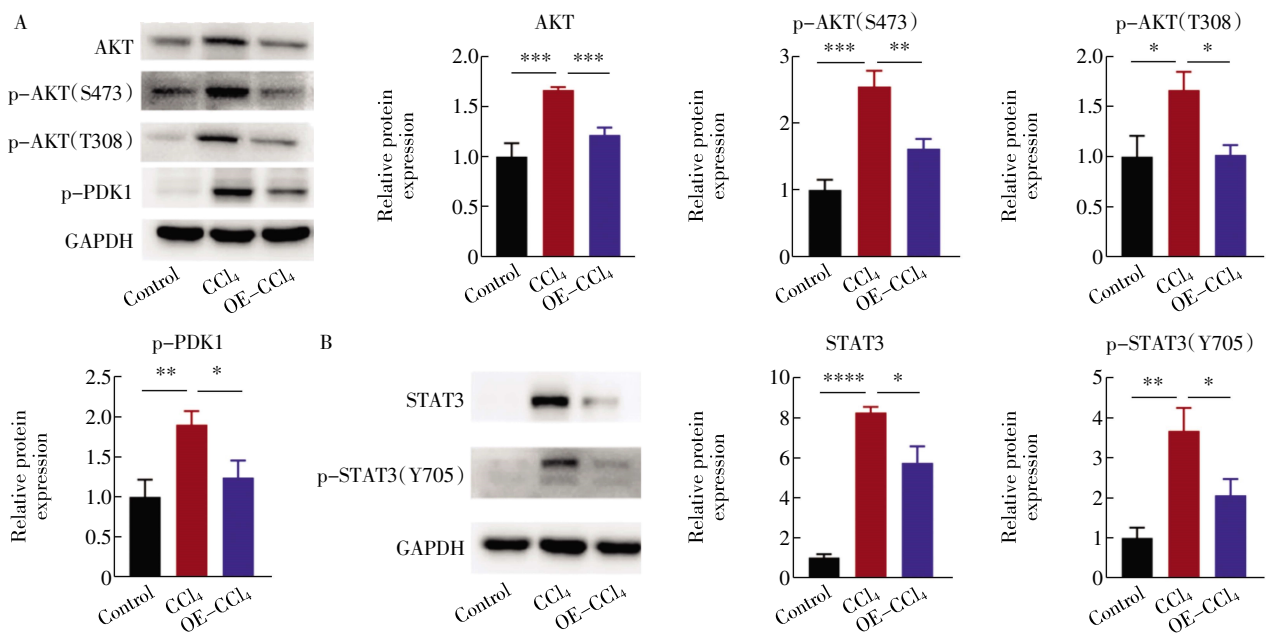 A
AKT
p-AKT(S473)
p-AKT(T308)
p-PDK1
GAPDH
Control
CCl4
OE-CCl4
AKT
Relative protein
expression
2.0
1.5
1.0
0.5
0
***
***
Control
CCl4
OE-CCl4
p-AKT(S473)
Relative protein
expression
3
2
1
0
***
**
Control
CCl4
OE-CCl4
p-AKT(T308)
Relative protein
expression
2.0
1.5
1.0
0.5
0
*
*
Control
CCl4
OE-CCl4
p-PDK1
Relative protein
expression
2.5
2.0
1.5
1.0
0.5
0
**
*
Control
CCl4
OE-CCl4
B
STAT3
p-STAT3(Y705)
GAPDH
Control
CCl4
OE-CCl4
STAT3
Relative protein
expression
10
8
6
4
2
0
****
*
Control
CCl4
OE-CCl4
p-STAT3(Y705)
Relative protein
expression
5
4
3
2
1
0
**
*
Control
CCl4
OE-CCl4